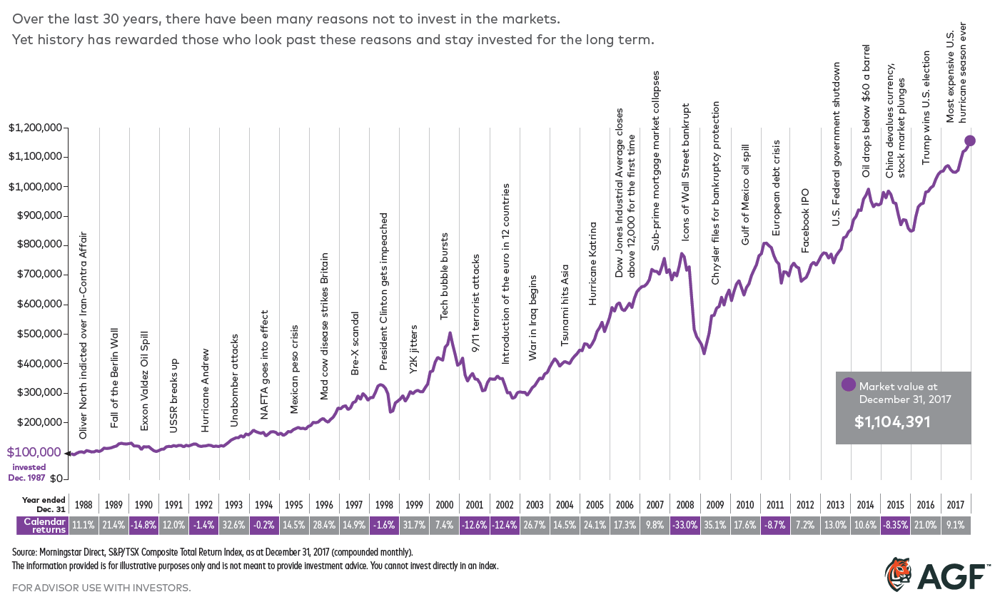 Over the last 30 years, there have been many reasons not to invest in the markets.
Yet history has rewarded those who look past these reasons and stay invested for the long term.
$1,200,000
$1,100,000
$1,000,000
$900,000
$800,000
$700,000
$600,000
$500,000
$400,000
$300,000
$200,000
$100,000
invested
Dec. 1987
$0
Oliver North indicted over Iran-Contra Affair
Fall of the Berlin Wall
Exxon Valdez Oil Spill
USSR breaks up
Hurricane Andrew
Unabomber attacks
NAFTA goes into effect
Mexican peso crisis
Mad cow disease strikes Britain
Bre-X scandal
President Clinton gets impeached
Y2K jitters
Tech bubble bursts
9/11 terrorist attacks
Introduction of the euro in 12 countries
War in Iraq begins
Tsunami hits Asia
Hurricane Katrina
Dow Jones Industrial Average closes
above 12,000 for the first time
Sub-prime mortgage market collapses
Icons of Wall Street bankrupt
Chrysler files for bankruptcy protection
Gulf of Mexico oil spill
European debt crisis
Facebook IPO
U.S. Federal government shutdown
Oil drops below $60 a barrel
China devalues currency,
stock market plunges
Trump wins U.S. election
Most expensive U.S.
hurricane season ever
Market value at
December 31, 2017
$1,104,391
Year ended
Dec. 31
1988 1989 1990 1991 1992 1993 1994 1995 1996 1997 1998 1999 2000 2001 2002 2003 2004 2005 2006 2007 2008 2009 2010 2011 2012 2013 2014 2015 2016 2017
Calendar
returns
11.1% 21.4% -14.8% 12.0% -1.4% 32.6% -0.2% 14.5% 28.4% 14.9% -1.6% 31.7% 7.4% -12.6% -12.4% 26.7% 14.5% 24.1% 17.3% 9.8% -33.0% 35.1% 17.6% -8.7% 7.2% 13.0% 10.6% -8.35% 21.0% 9.1%
Source: Morningstar Direct, S&P/TSX Composite Total Return Index, as at December 31, 2017 (compounded monthly).
The information provided is for illustrative purposes only and is not meant to provide investment advice. You cannot invest directly in an index.
FOR ADVISOR USE WITH INVESTORS.
AGF™